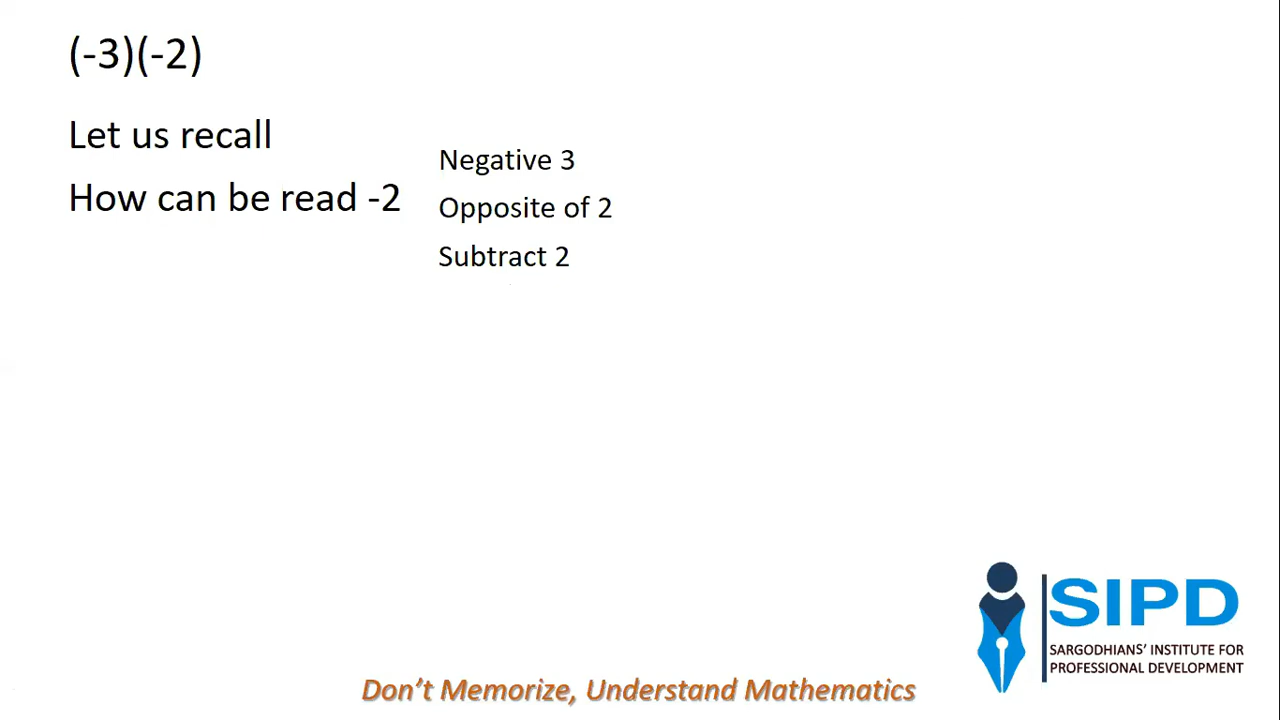 (-3)(-2)
Let us recall
How can be read -2
Negative 3
Opposite of 2
Subtract 2
SIPD
SARGODHIANS' INSTITUTE FOR
PROFESSIONAL DEVELOPMENT
Don't Memorize, Understand Mathematics